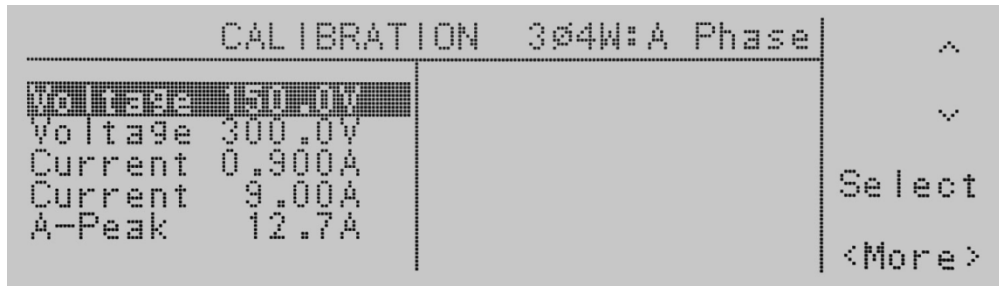 CALIBRATION 3ø4W:A Phase
Voltage 150.0V
Voltage 300.0V
Current 0.900A
Current 9.00A
A-Peak 12.7A
^
v
Select
<More>